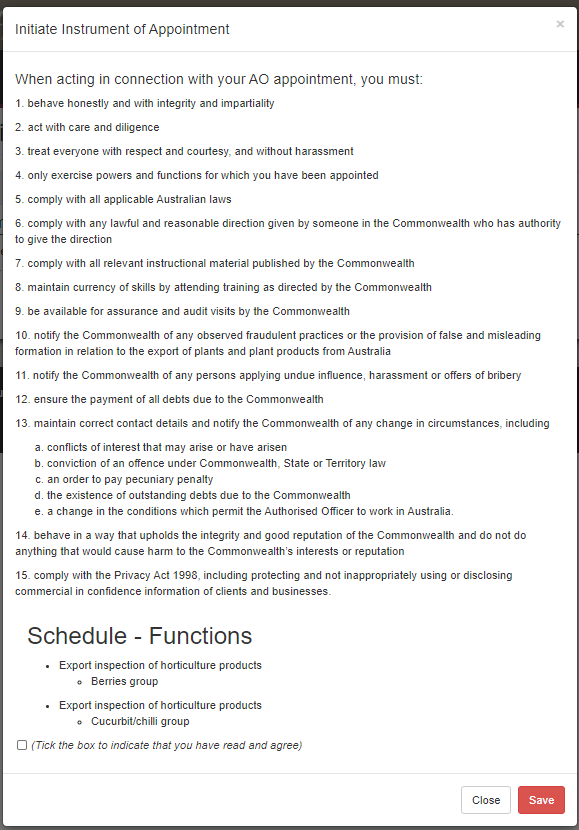 Initiate Instrument of Appointment
×
When acting in connection with your AO appointment, you must:
1. behave honestly and with integrity and impartiality
2. act with care and diligence
3. treat everyone with respect and courtesy, and without harassment
4. only exercise powers and functions for which you have been appointed
5. comply with all applicable Australian laws
6. comply with any lawful and reasonable direction given by someone in the Commonwealth who has authority
to give the direction
7. comply with all relevant instructional material published by the Commonwealth
8. maintain currency of skills by attending training as directed by the Commonwealth
9. be available for assurance and audit visits by the Commonwealth
10. notify the Commonwealth of any observed fraudulent practices or the provision of false and misleading
formation in relation to the export of plants and plant products from Australia
11. notify the Commonwealth of any persons applying undue influence, harassment or offers of bribery
12. ensure the payment of all debts due to the Commonwealth
13. maintain correct contact details and notify the Commonwealth of any change in circumstances, including
a. conflicts of interest that may arise or have arisen
b. conviction of an offence under Commonwealth, State or Territory law
c. an order to pay pecuniary penalty
d. the existence of outstanding debts due to the Commonwealth
e. a change in the conditions which permit the Authorised Officer to work in Australia.
14. behave in a way that upholds the integrity and good reputation of the Commonwealth and do not do
anything that would cause harm to the Commonwealth's interests or reputation
15. comply with the Privacy Act 1998, including protecting and not inappropriately using or disclosing
commercial in confidence information of clients and businesses.
Schedule - Functions
• Export inspection of horticulture products
◦ Berries group
• Export inspection of horticulture products
◦ Cucurbit/chilli group
(Tick the box to indicate that you have read and agree)
Close Save